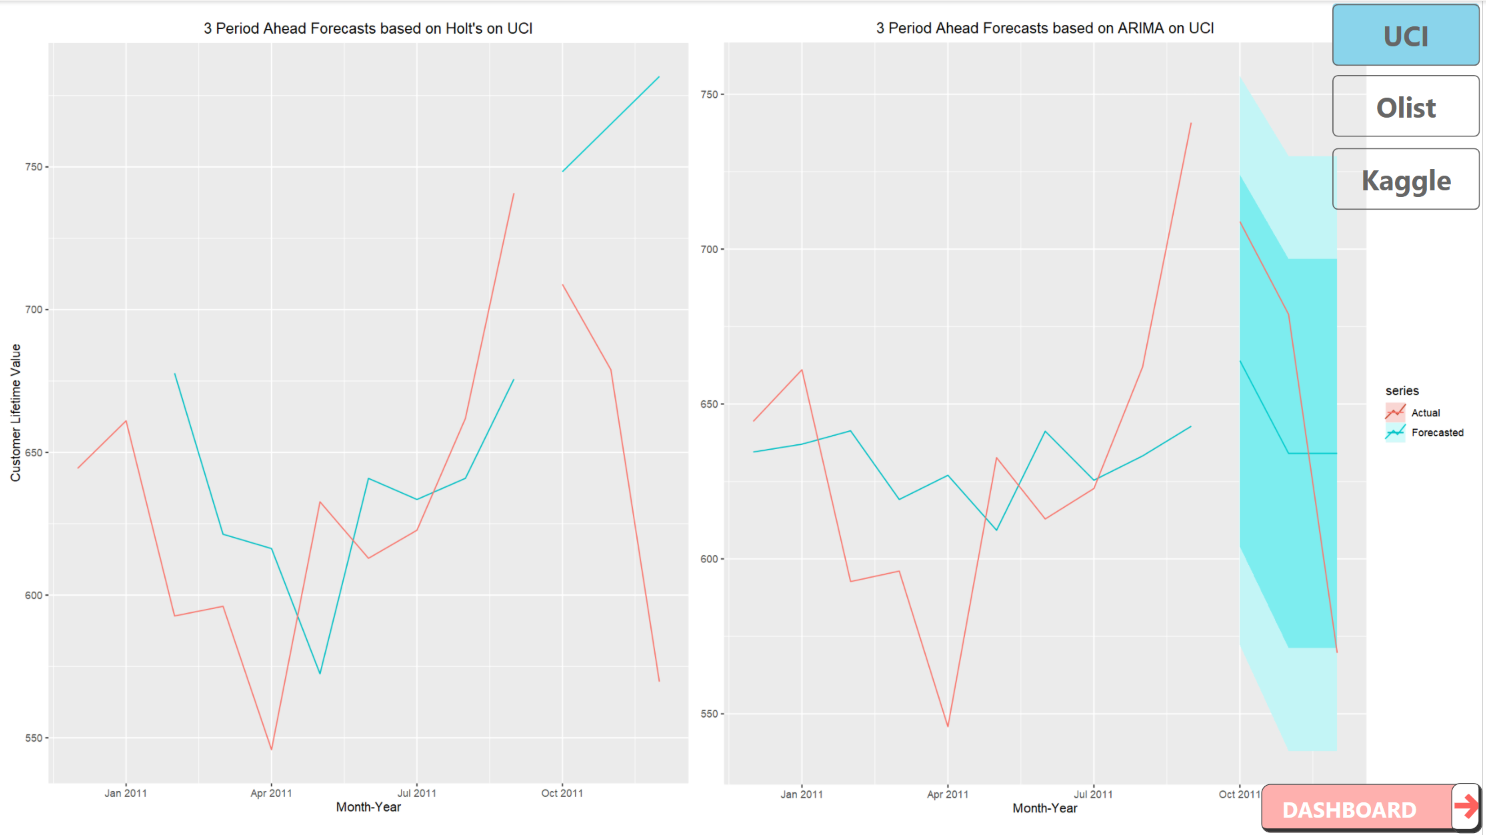 3 Period Ahead Forecasts based on Holt's on UCI
Customer Lifetime Value
750
700
650
600
550
Jan 2011
Apr 2011
Jul 2011
Oct 2011
Month-Year
3 Period Ahead Forecasts based on ARIMA on UCI
750
700
650
600
550
Jan 2011
Apr 2011
Jul 2011
Oct 2011
Month-Year
series
Actual
Forecasted
UCI
Olist
Kaggle
DASHBOARD